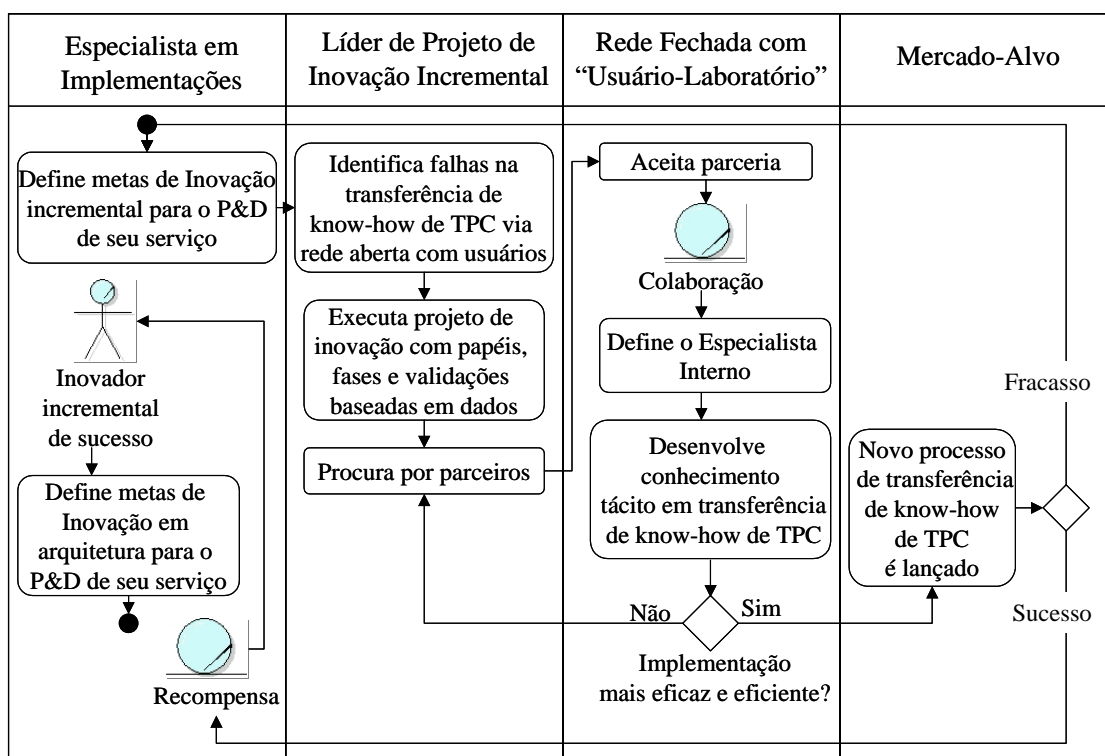 Especialista em
Implementações
Líder de Projeto de
Inovação Incremental
Rede Fechada com
“Usuário-Laboratório”
Mercado-Alvo
Define metas de Inovação
incremental para o P&D
de seu serviço
Inovador
incremental
de sucesso
Define metas de
Inovação em
arquitetura para o
P&D de seu serviço
Recompensa
Identifica falhas na
transferência de
know-how de TPC via
rede aberta com usuários
Executa projeto de
inovação com papéis,
fases e validações
baseadas em dados
Procura por parceiros
Aceita parceria
Colaboração
Define o Especialista
Interno
Desenvolve
conhecimento
tácito em transferência
de know-how de TPC
Não
Sim
Implementação
mais eficaz e eficiente?
Novo processo
de transferência
de know-how
de TPC
é lançado
Fracasso
Sucesso